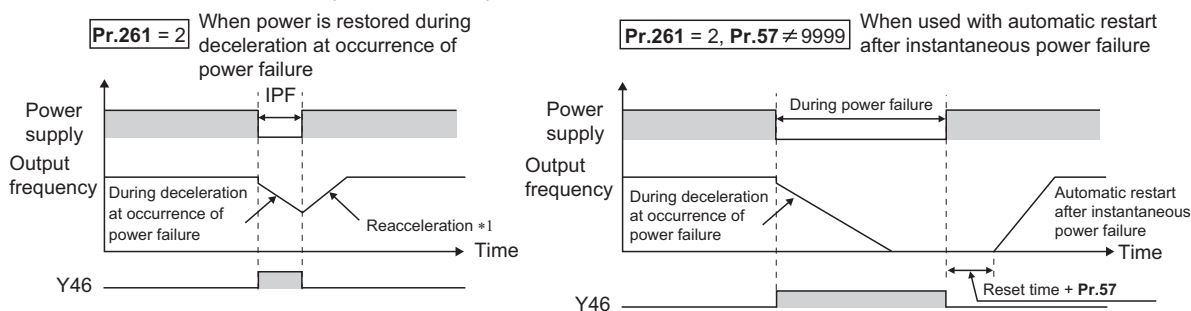 Pr.261 = 2
When power is restored during
deceleration at occurrence of
power failure
IPF
Power
supply
Output
frequency
During deceleration
at occurrence of
power failure
Reacceleration *1
Time
Y46
Pr.261 = 2, Pr.57 ≠ 9999
When used with automatic restart
after instantaneous power failure
During power failure
Power
supply
Output
frequency
During deceleration
at occurrence of
power failure
Automatic restart
after instantaneous
power failure
Time
Reset time + Pr.57
Y46